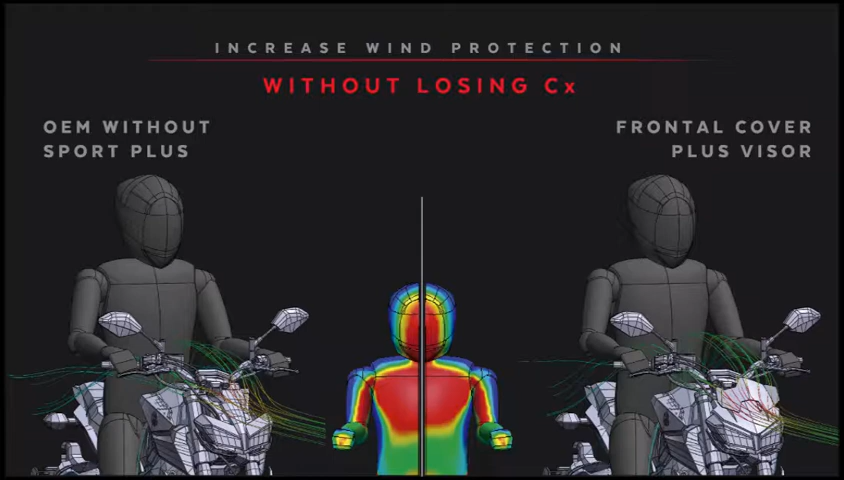 INCREASE WIND PROTECTION
WITHOUT LOSING Cx
OEM WITHOUT
SPORT PLUS
FRONTAL COVER
PLUS VISOR